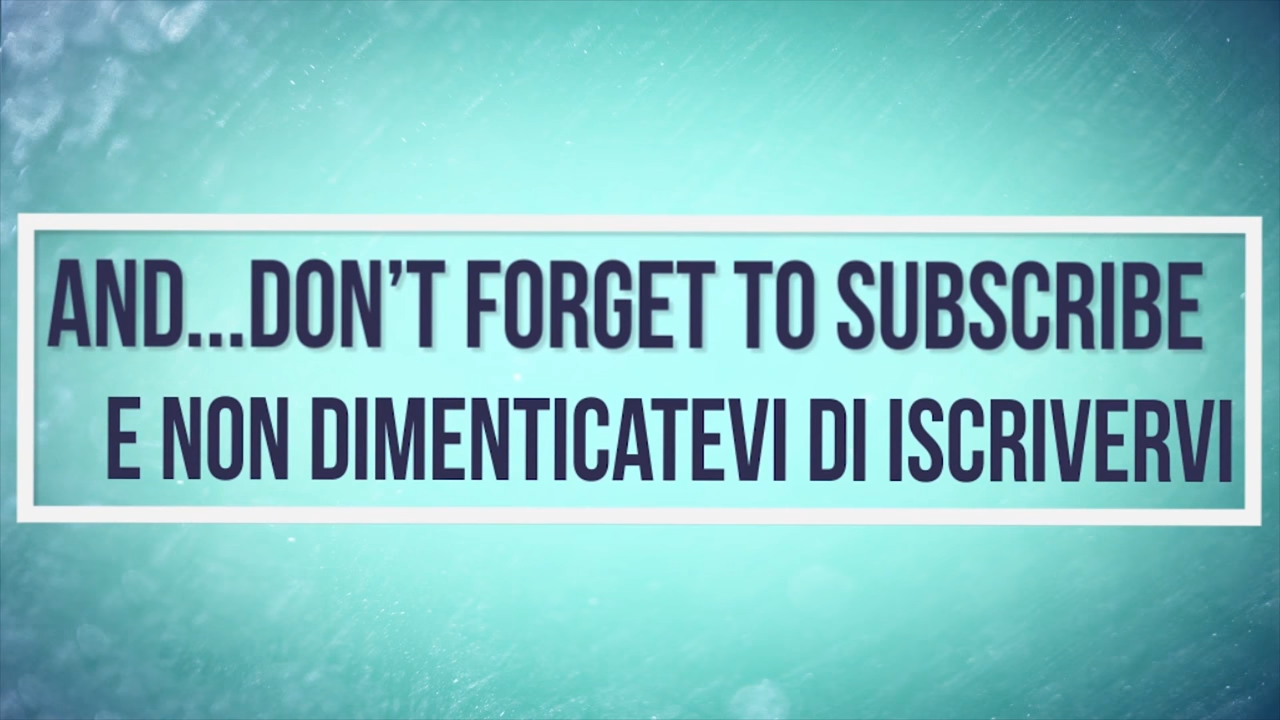 AND...DON'T FORGET TO SUBSCRIBE
E NON DIMENTICATEVI DI ISCRIVERVI